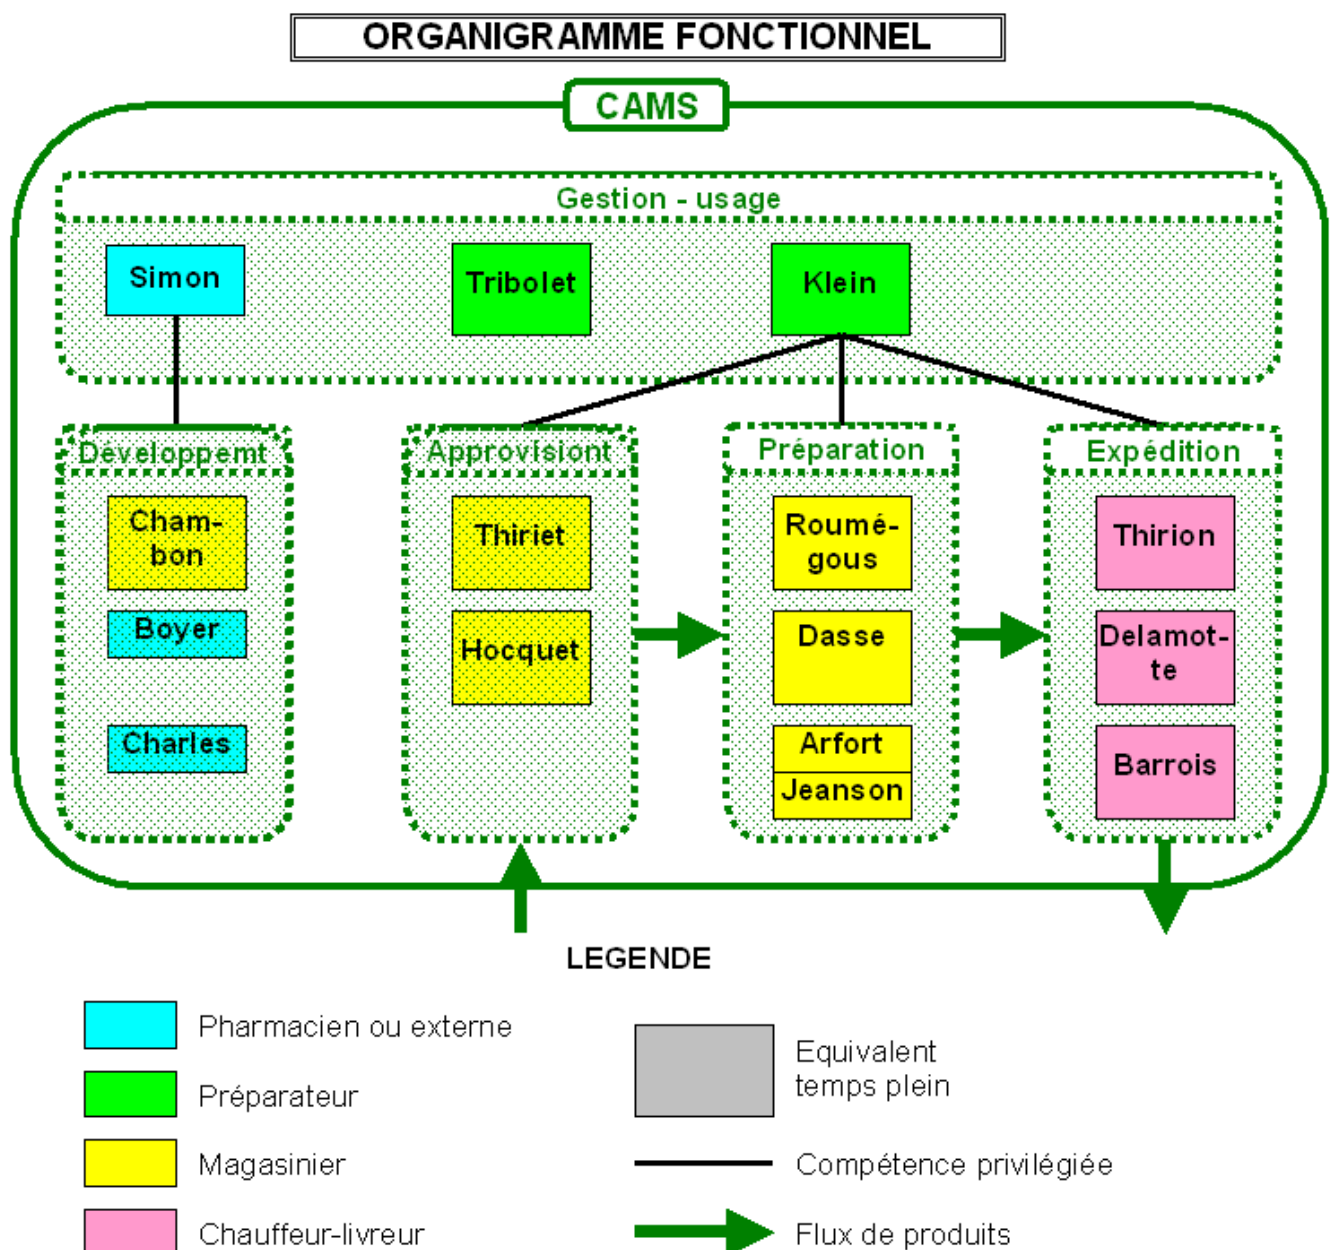 ORGANIGRAMME FONCTIONNEL
CAMS
Gestion - usage
Simon
Tribolet
Klein
Développemt
Approvisiont
Préparation
Expédition
Cham-
bon
Boyer
Charles
Thiriet
Hocquet
Roumé-
gous
Dasse
Arfort
Jeanson
Thirion
Delamot-
te
Barrois
LEGENDE
Pharmacien ou externe
Préparateur
Magasinier
Chauffeur-livreur
Equivalent
temps plein
Compétence privilégiée
Flux de produits